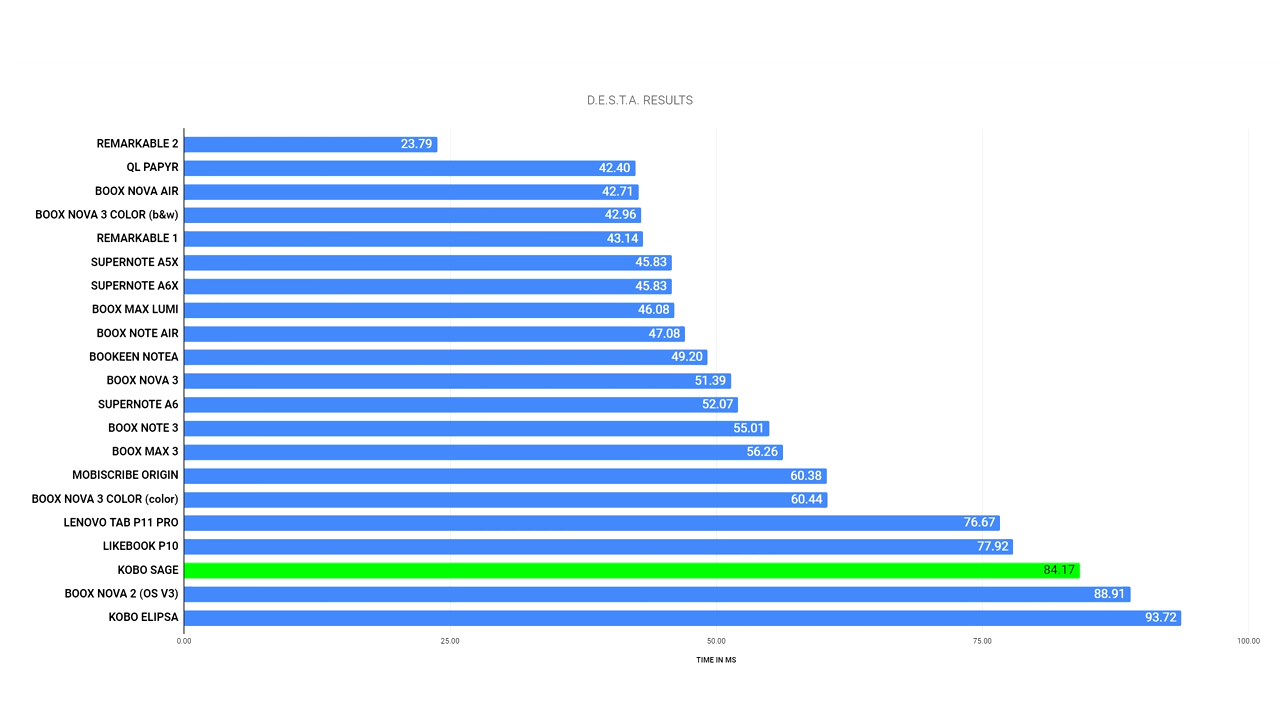 D.E.S.T.A. RESULTS
REMARKABLE 2 23.79
QL PAPYR 42.40
BOOX NOVA AIR 42.71
BOOX NOVA 3 COLOR (b&w) 42.96
REMARKABLE 1 43.14
SUPERNOTE A5X 45.83
SUPERNOTE A6X 45.83
BOOX MAX LUMI 46.08
BOOX NOTE AIR 47.08
BOOKEEN NOTEA 49.20
BOOX NOVA 3 51.39
SUPERNOTE A6 52.07
BOOX NOTE 3 55.01
BOOX MAX 3 56.26
MOBISCRIBE ORIGIN 60.38
BOOX NOVA 3 COLOR (color) 60.44
LENOVO TAB P11 PRO 76.67
LIKEBOOK P10 77.92
KOBO SAGE 84.17
BOOX NOVA 2 (OS V3) 88.91
KOBO ELIPSA 93.72
0.00 25.00 50.00 75.00 100.00
TIME IN MS